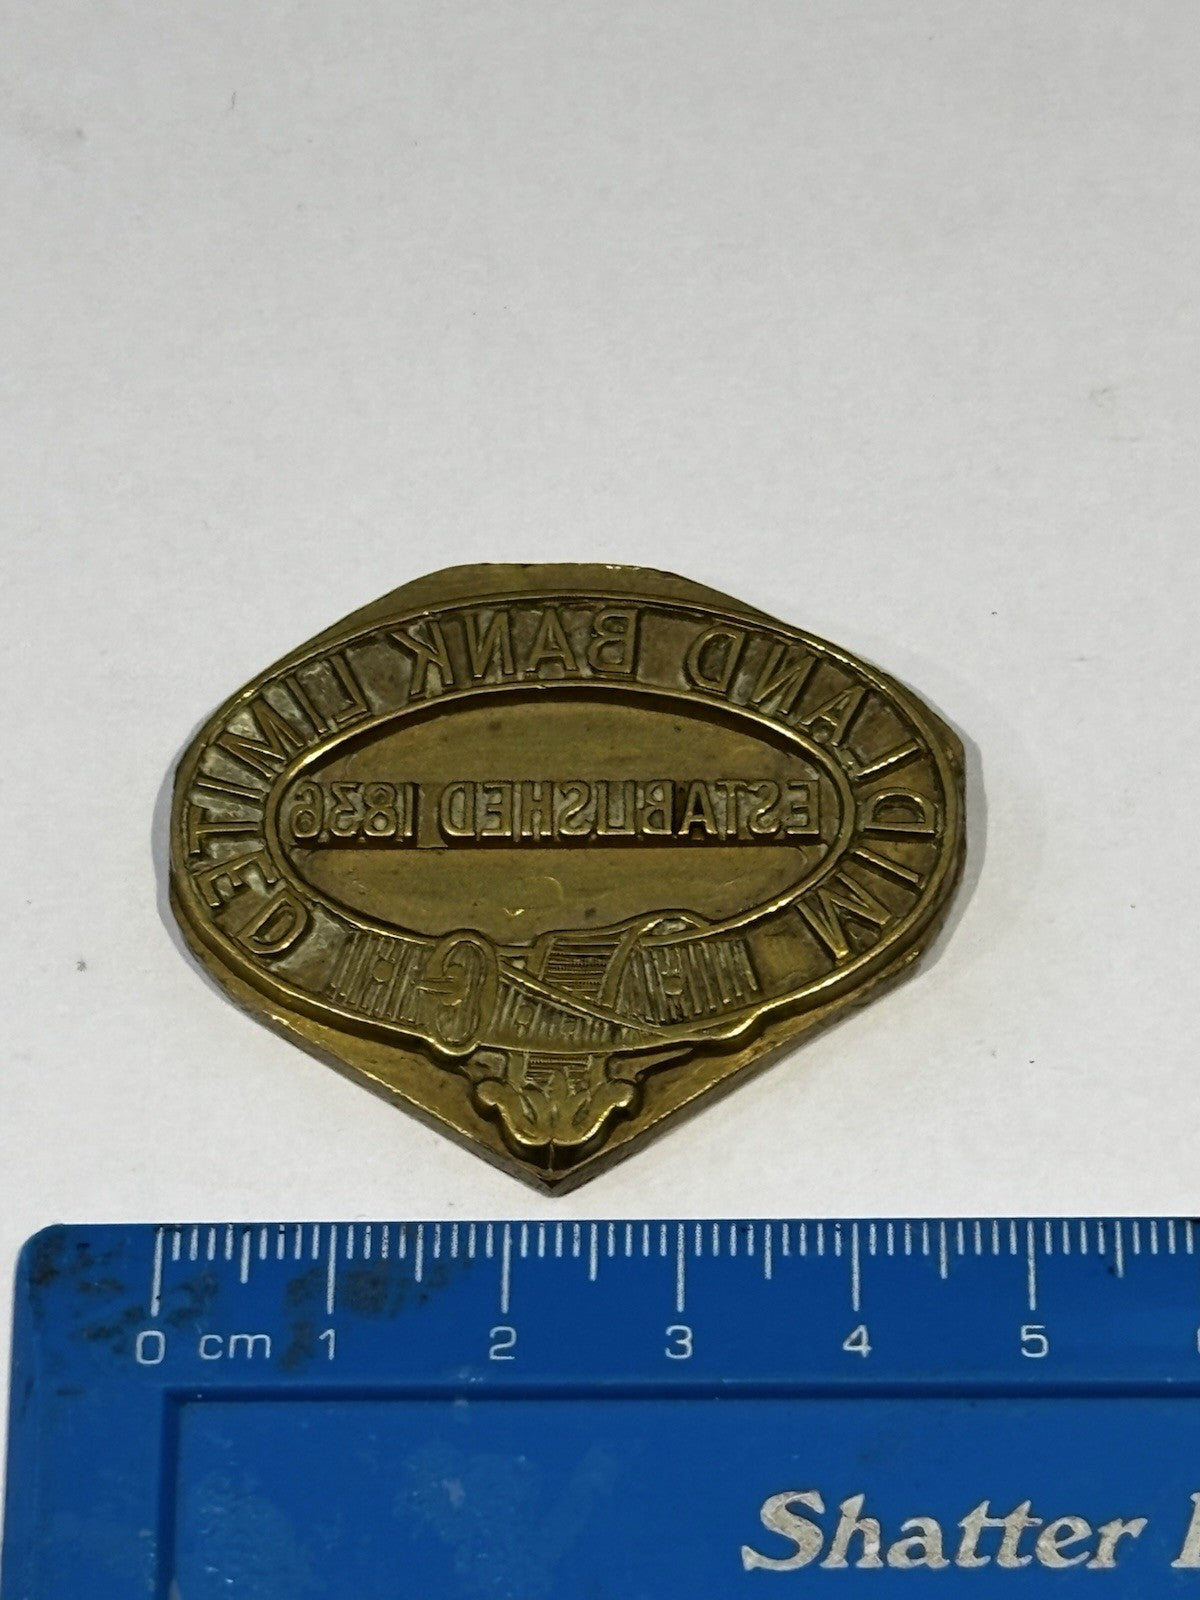 MIDLAND BANK LIMITED
ESTABLISHED 1836
0 cm 1 2 3 4 5
Shatter